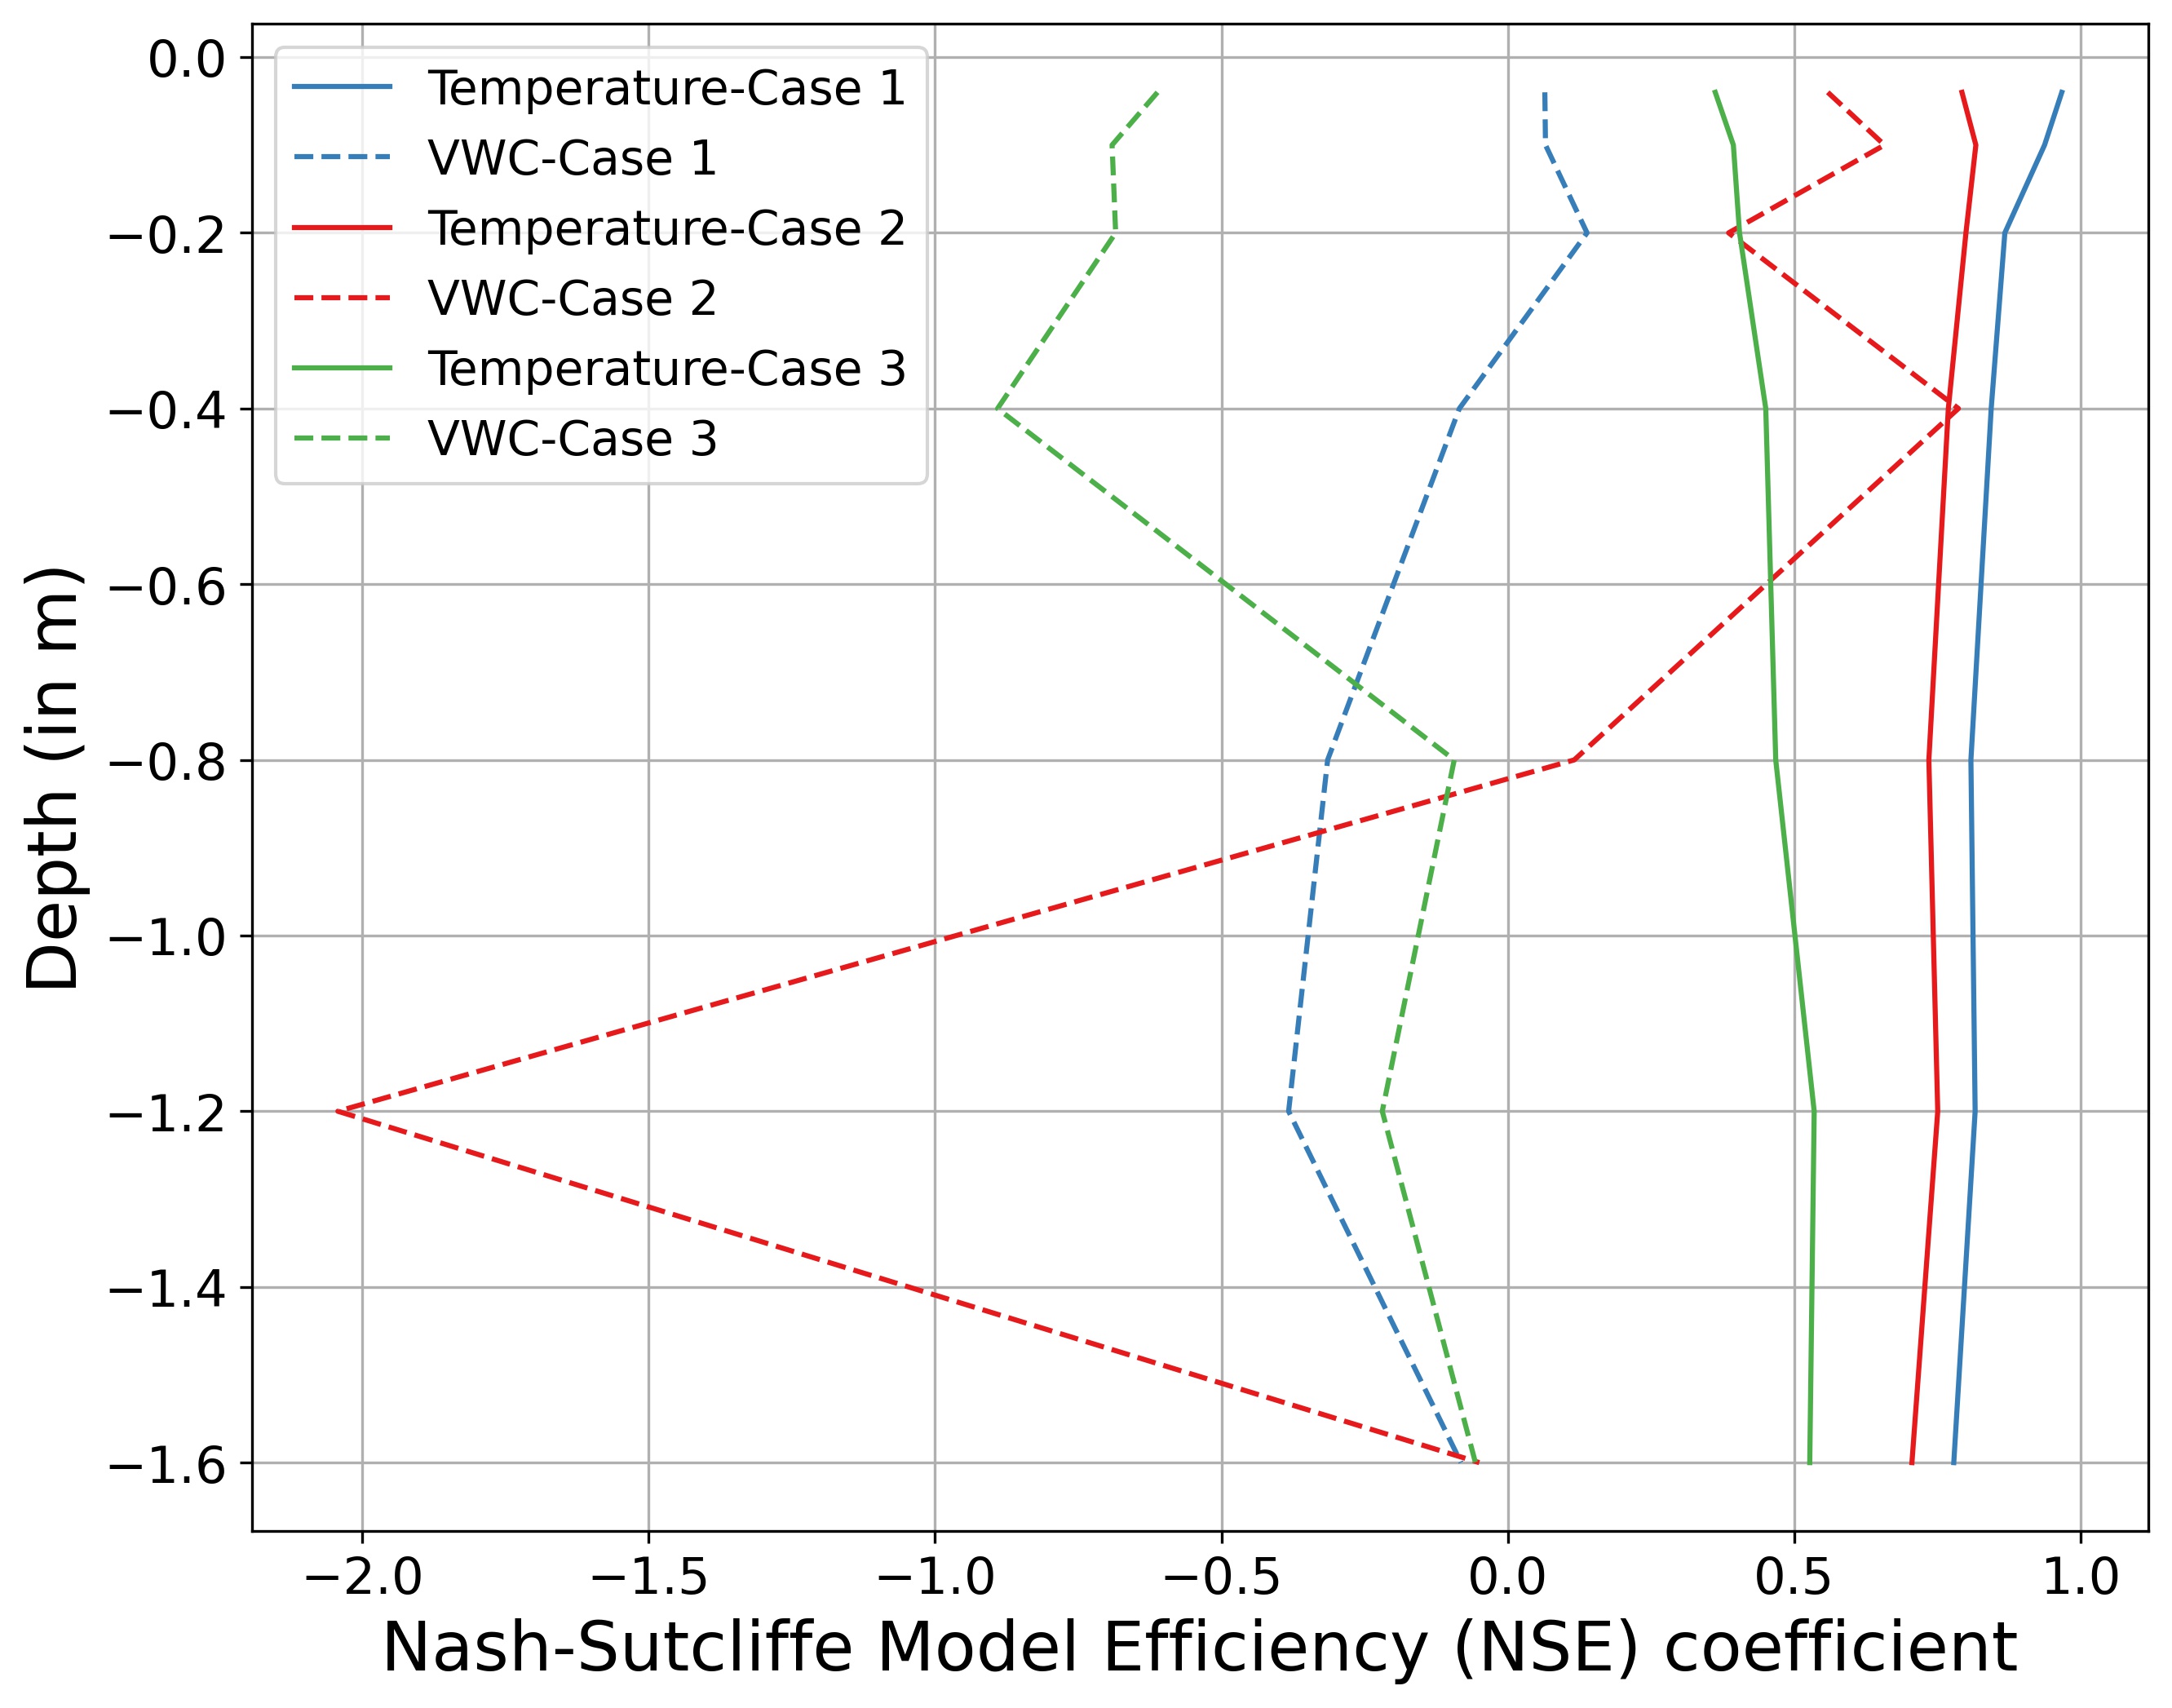 Temperature-Case 1
VWC-Case 1
Temperature-Case 2
VWC-Case 2
Temperature-Case 3
VWC-Case 3
0.0
−0.2
−0.4
−0.6
−0.8
−1.0
−1.2
−1.4
−1.6
Depth (in m)
−2.0 −1.5 −1.0 −0.5 0.0 0.5 1.0
Nash-Sutcliffe Model Efficiency (NSE) coefficient